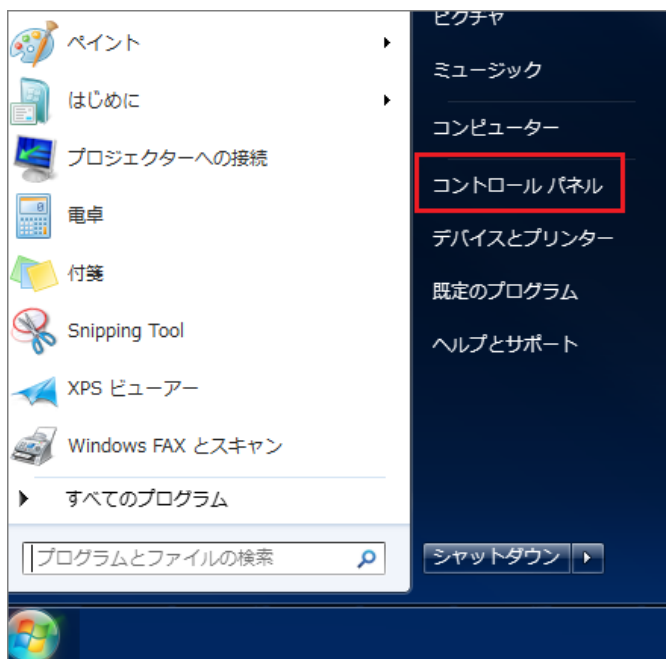 ペイント
はじめに
プロジェクターへの接続
電卓
付箋
Snipping Tool
XPS ビューアー
Windows FAX とスキャン
すべてのプログラム
プログラムとファイルの検索
ピクチャ
ミュージック
コンピューター
コントロール パネル
デバイスとプリンター
既定のプログラム
ヘルプとサポート
シャットダウン